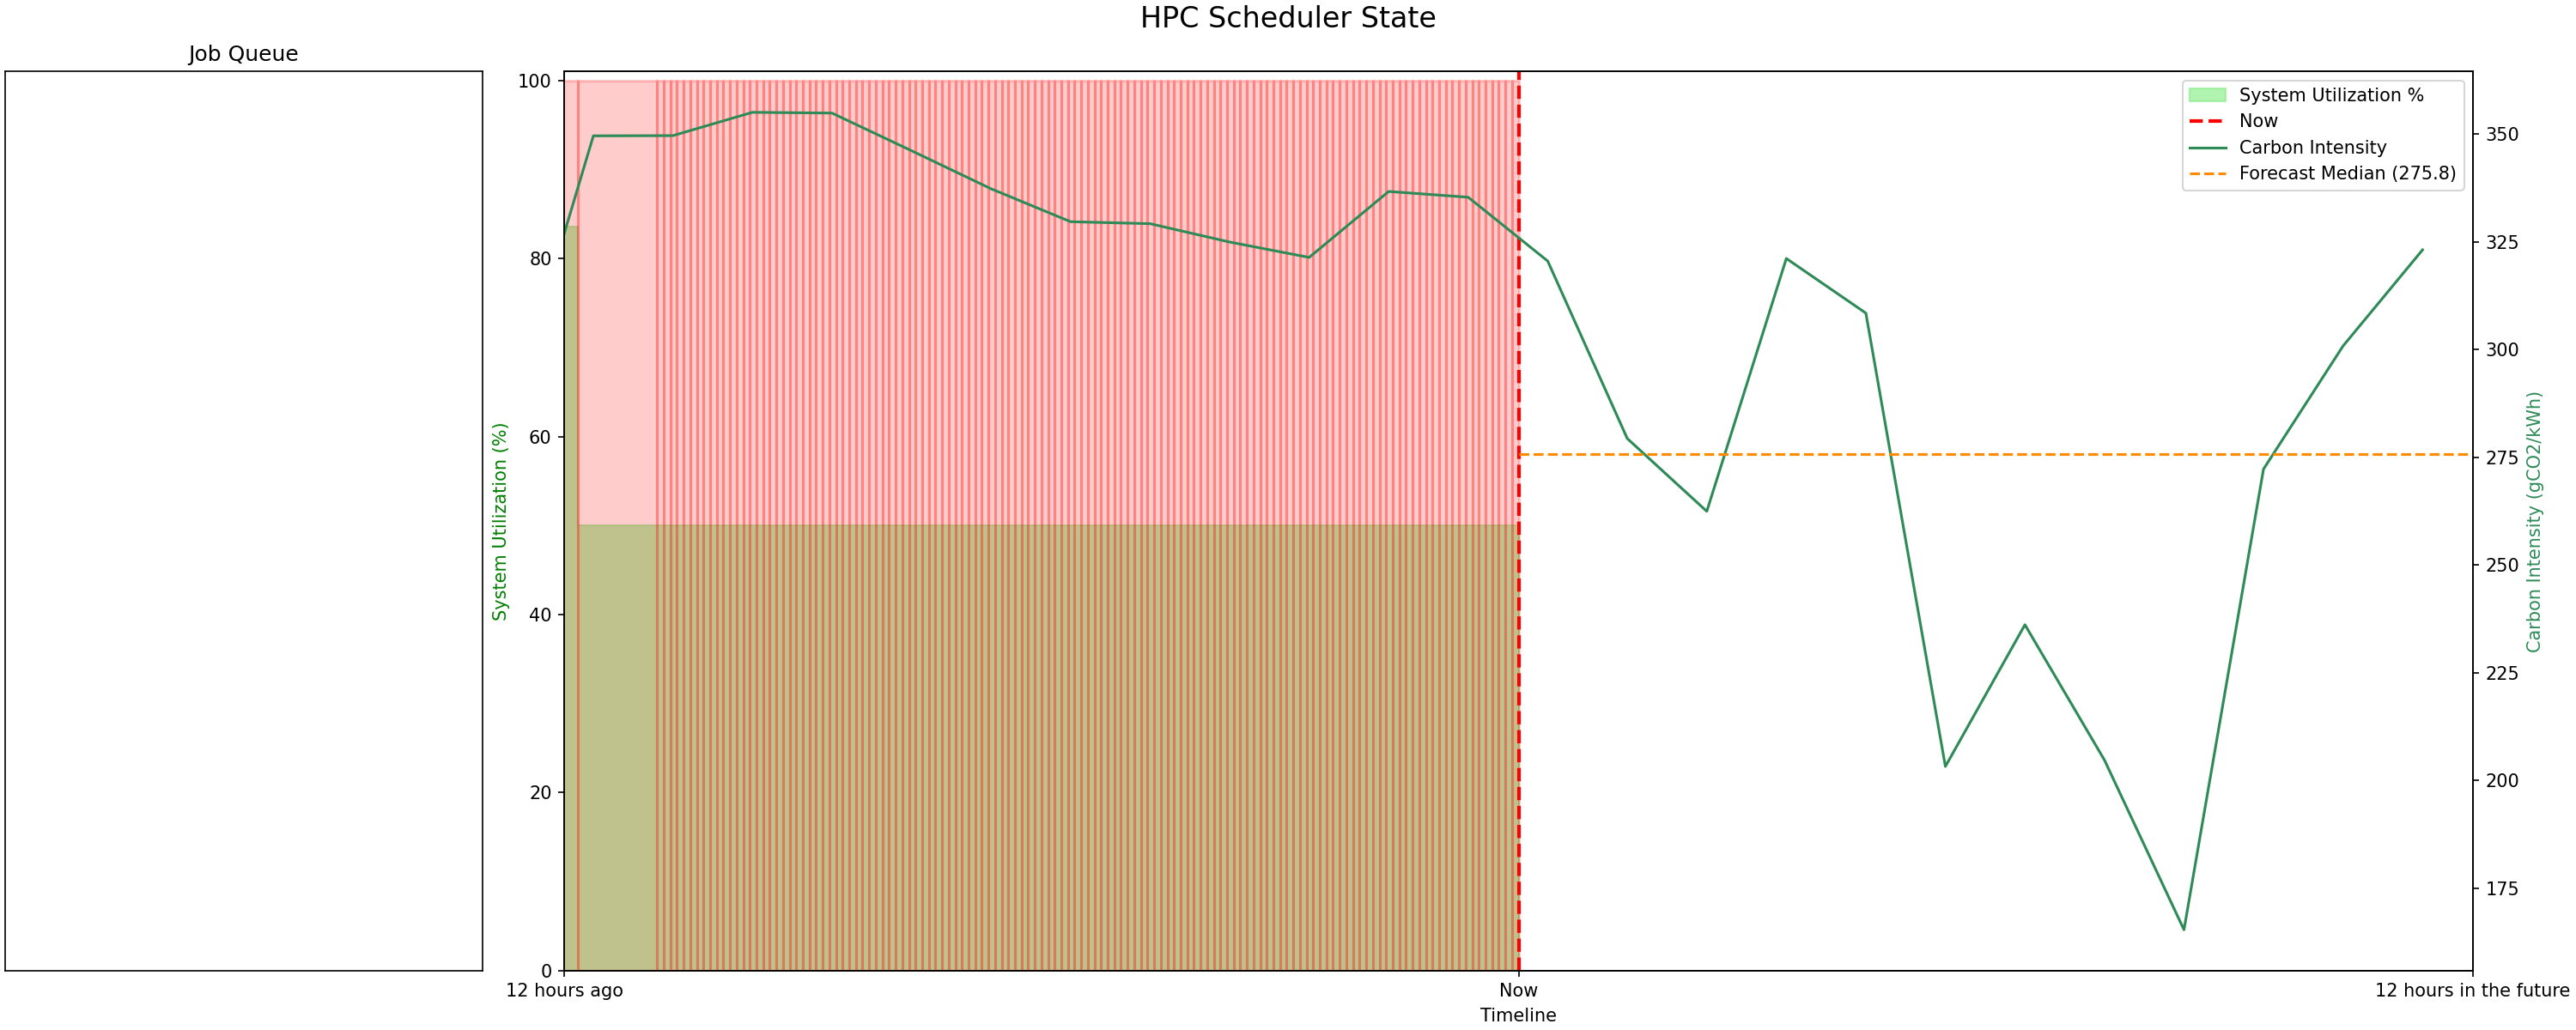 HPC Scheduler State
Job Queue
System Utilization (%)
100
80
60
40
20
0
System Utilization %
Now
Carbon Intensity
Forecast Median (275.8)
350
325
300
275
250
225
200
175
Carbon Intensity (gCO2/kWh)
12 hours ago
Now
12 hours in the future
Timeline